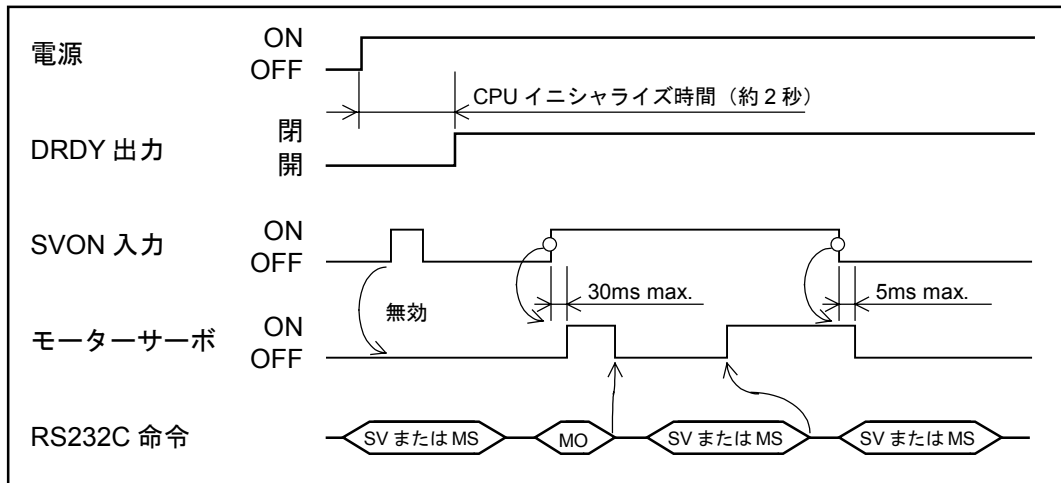 電源
ON
OFF
CPU イニシャライズ時間（約 2 秒）
DRDY 出力
閉
開
SVON 入力
ON
OFF
無効
30ms max.
5ms max.
モーターサーボ
ON
OFF
RS232C 命令
SV または MS
MO
SV または MS
SV または MS